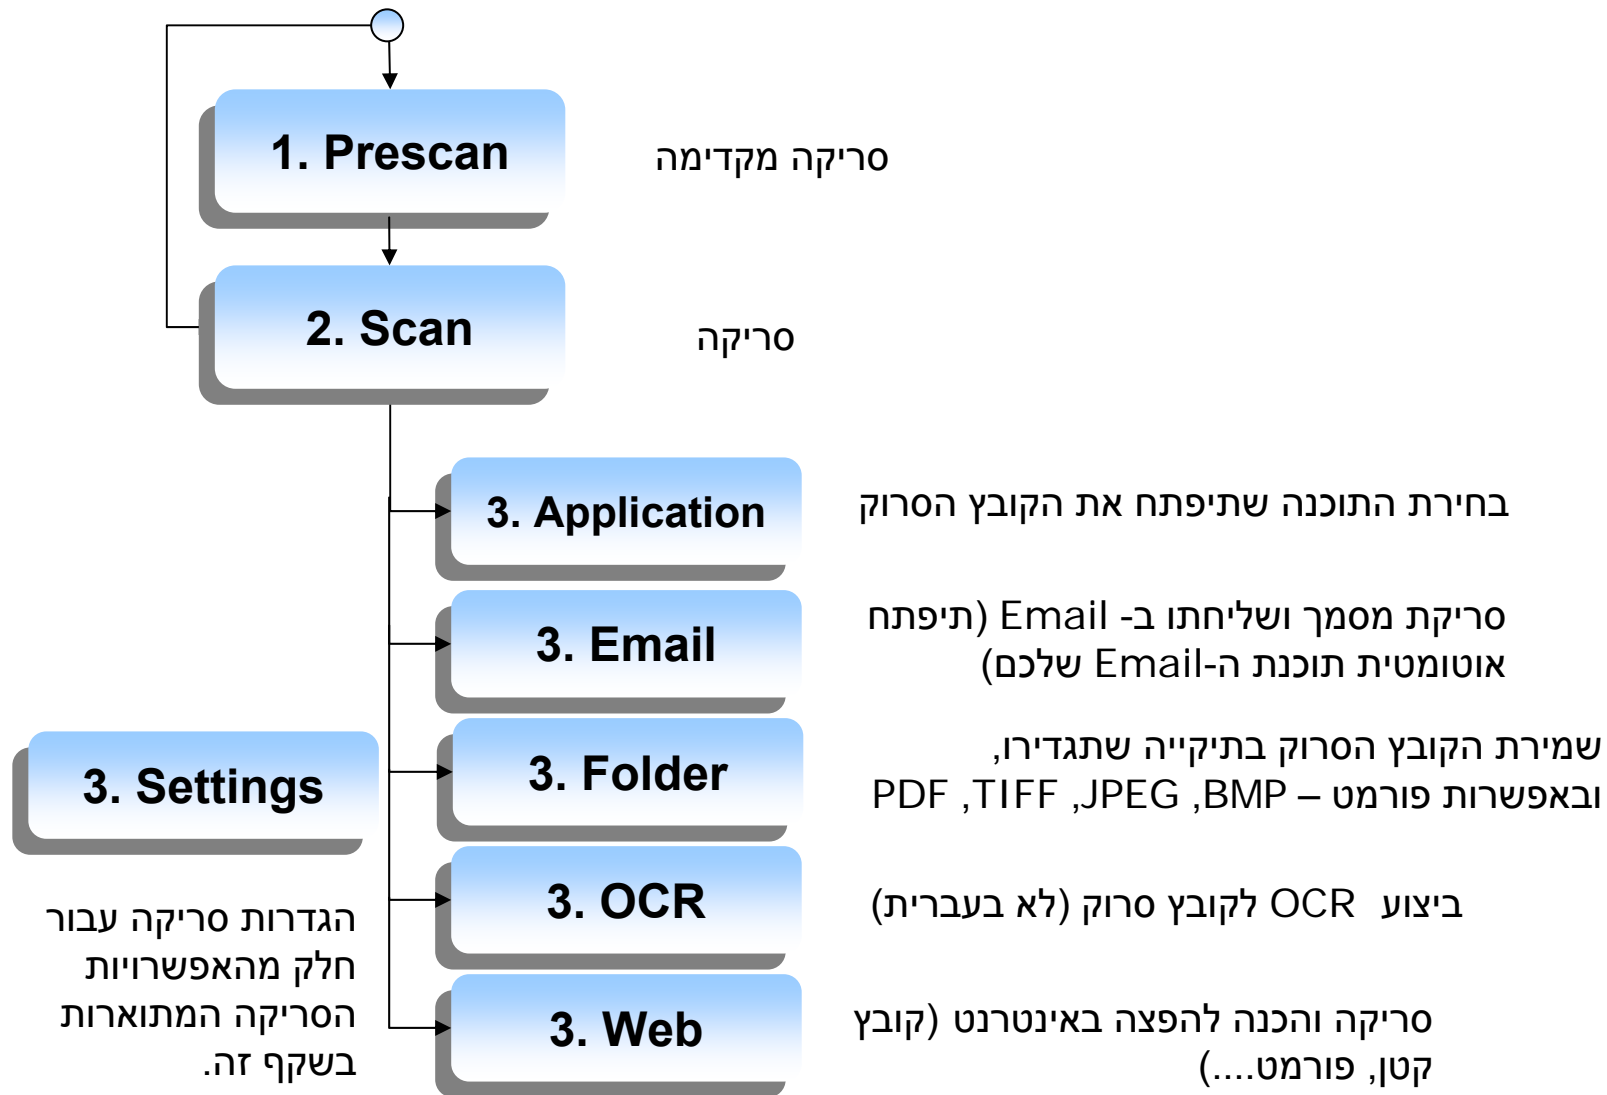 1. Prescan
סריקה מקדימה
2. Scan
סריקה
3. Application
בחירת התוכנה שתיפתח את הקובץ הסרוק
3. Email
סריקת מסמך ושליחתו ב- Email (תיפתח
אוטומטית תוכנת ה-Email שלכם)
3. Folder
שמירת הקובץ הסרוק בתיקייה שתגדירו,
ובאפשרות פורמט – PDF ,TIFF ,JPEG ,BMP
3. Settings
הגדרות סריקה עבור
חלק מהאפשרויות
הסריקה המתוארות
בשקף זה.
3. OCR
ביצוע OCR לקובץ סרוק (לא בעברית)
3. Web
סריקה והכנה להפצה באינטרנט (קובץ
קטן, פורמט....)